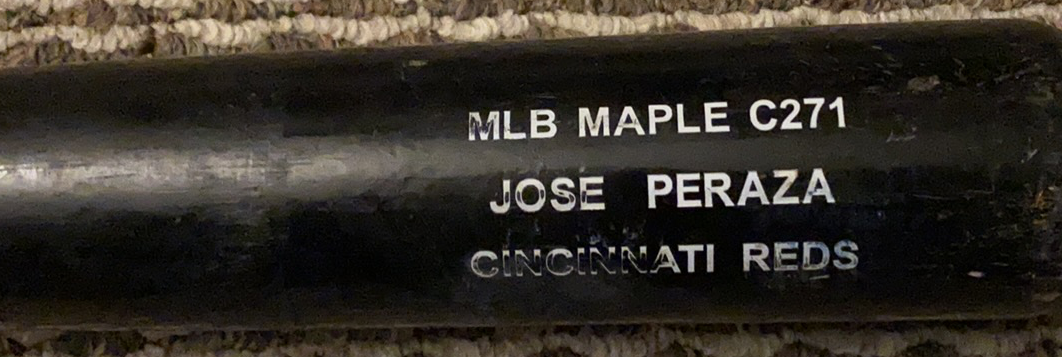 MLB MAPLE C271
JOSE PERAZA
CINCINNATI REDS